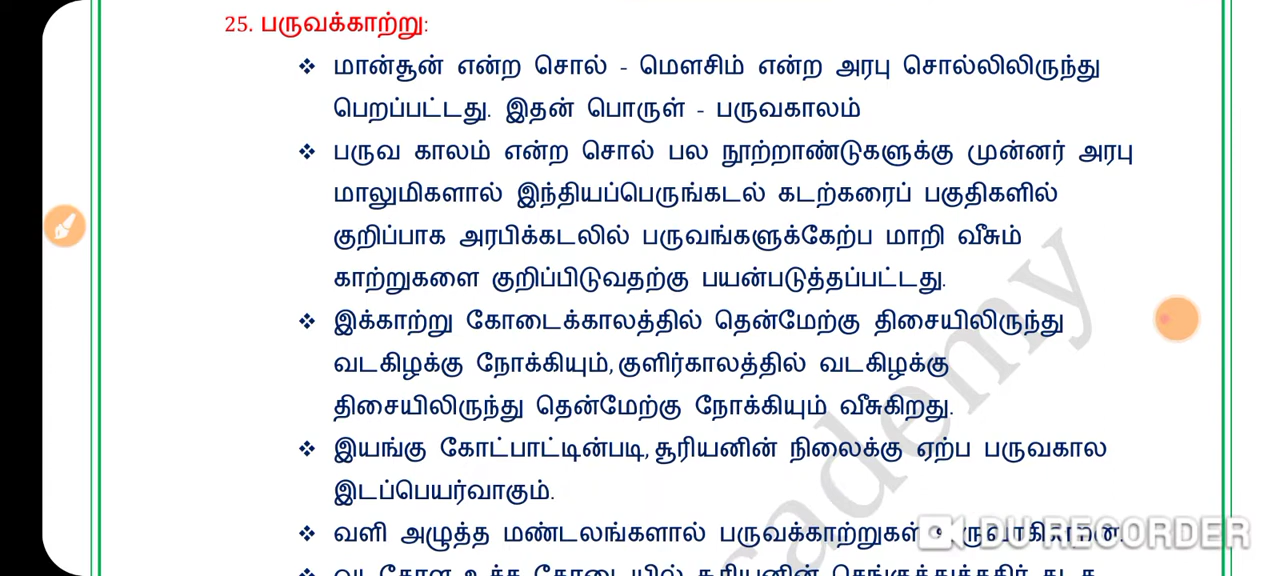 25. பருவக்காற்று:
❖ மான்சூன் என்ற சொல் - மௌசிம் என்ற அரபு சொல்லிலிருந்து
பெறப்பட்டது. இதன் பொருள் - பருவகாலம்
❖ பருவ காலம் என்ற சொல் பல நூற்றாண்டுகளுக்கு முன்னர் அரபு
மாலுமிகளால் இந்தியப்பெருங்கடல் கடற்கரைப் பகுதிகளில்
குறிப்பாக அரபிக்கடலில் பருவங்களுக்கேற்ப மாறி வீசும்
காற்றுகளை குறிப்பிடுவதற்கு பயன்படுத்தப்பட்டது.
❖ இக்காற்று கோடைக்காலத்தில் தென்மேற்கு திசையிலிருந்து
வடகிழக்கு நோக்கியும், குளிர்காலத்தில் வடகிழக்கு
திசையிலிருந்து தென்மேற்கு நோக்கியும் வீசுகிறது.
❖ இயங்கு கோட்பாட்டின்படி, சூரியனின் நிலைக்கு ஏற்ப பருவகால
இடப்பெயர்வாகும்.
❖ வளி அழுத்த மண்டலங்களால் பருவக்காற்றுகள்
DU RECORDER
cademy